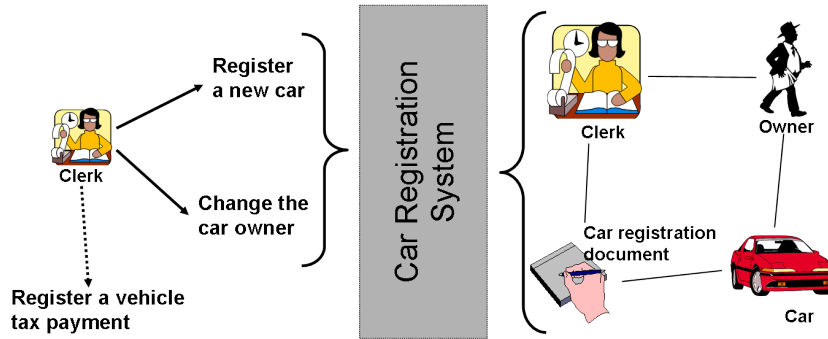 Register
a new car
Clerk
Change the
car owner
Register a vehicle
tax payment
Car Registration
System
Clerk
Owner
Car registration
document
Car